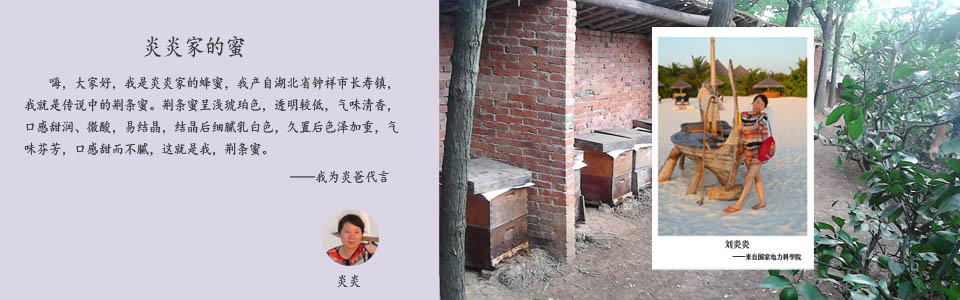 炎炎家的蜜
嗨，大家好，我是炎炎家的蜂蜜，我产自湖北省钟祥市长寿镇，
我就是传说中的荆条蜜。荆条蜜呈浅琥珀色，透明较低，气味清香，
口感甜润、微酸，易结晶，结晶后细腻乳白色，久置后色泽加重，气
味芬芳，口感甜而不腻，这就是我，荆条蜜。
——我为炎爸代言
炎炎
刘炎炎
——来自国家电力科学院